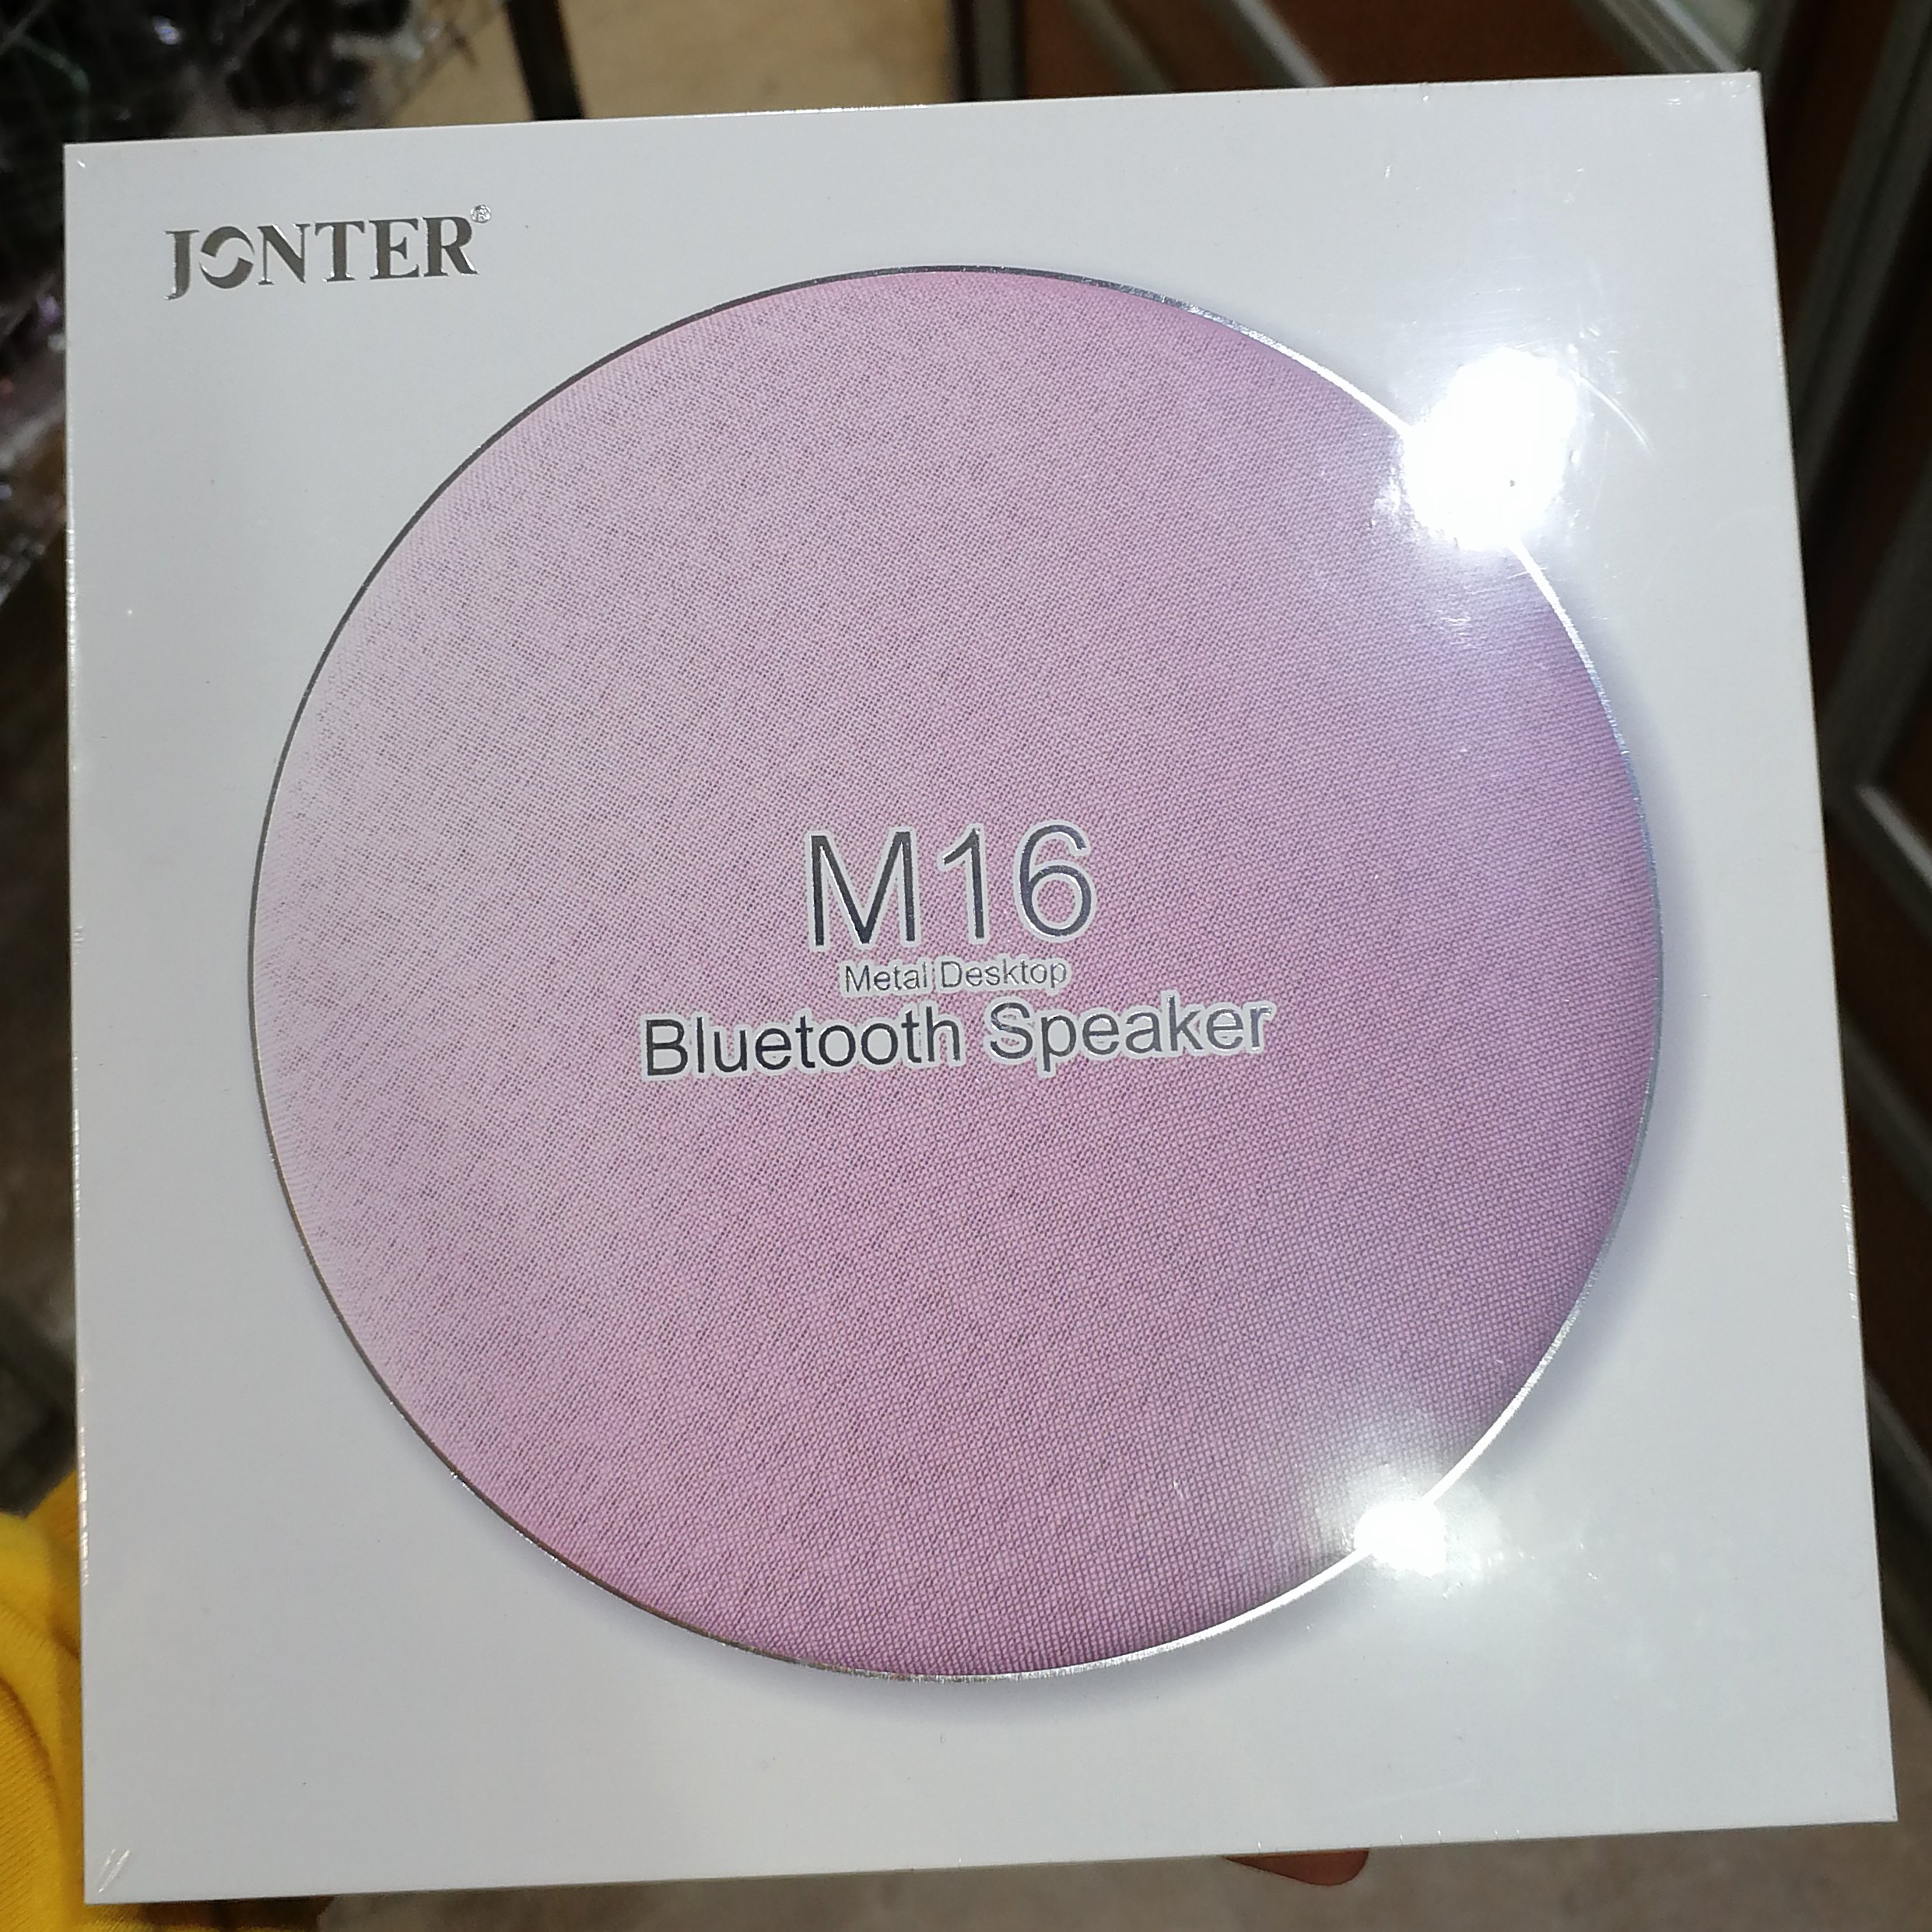 JONTER®
M16
Metal Desktop
Bluetooth Speaker